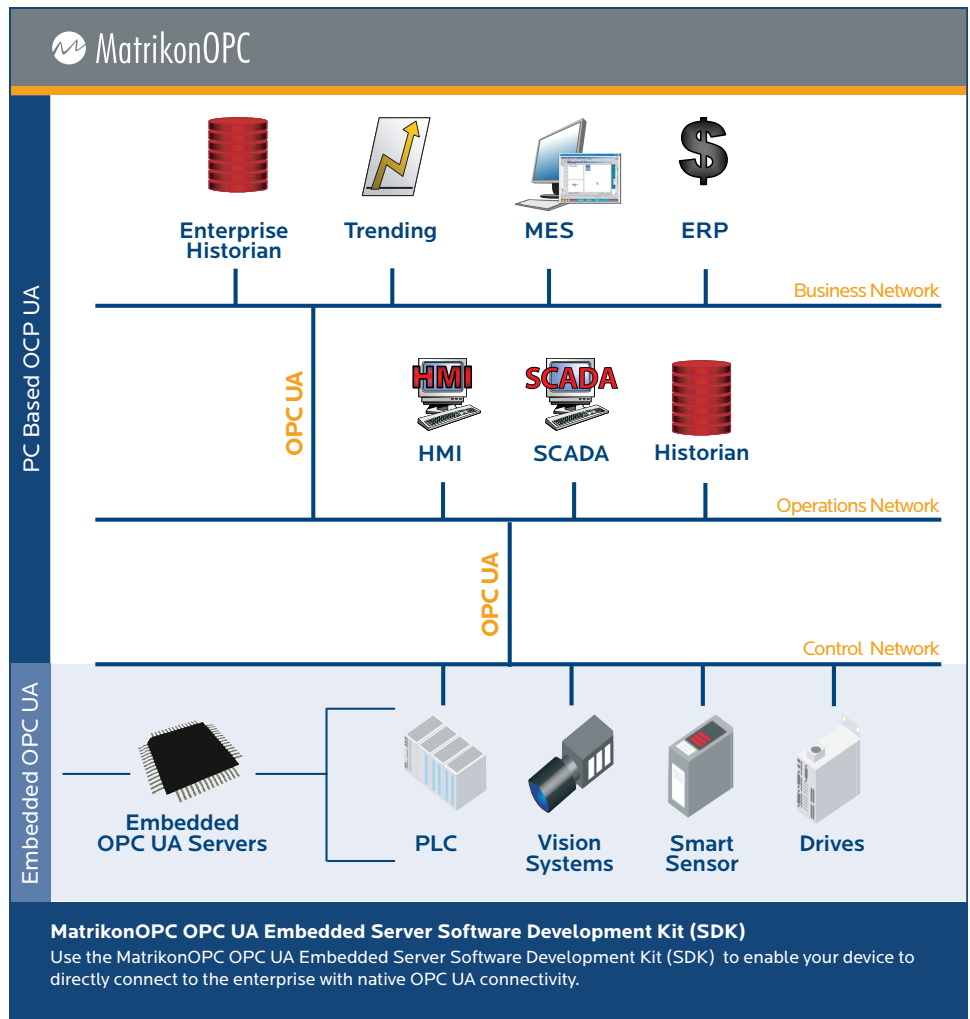 MatrikonOPC
PC Based OCP UA
Enterprise
Historian
Trending
MES
ERP
Business Network
OPC UA
HMI
SCADA
HMI
SCADA
Historian
Operations Network
OPC UA
Control Network
Embedded OPC UA
Embedded
OPC UA Servers
PLC
Vision
Systems
Smart
Sensor
Drives
MatrikonOPC OPC UA Embedded Server Software Development Kit (SDK)
Use the MatrikonOPC OPC UA Embedded Server Software Development Kit (SDK) to enable your device to
directly connect to the enterprise with native OPC UA connectivity.